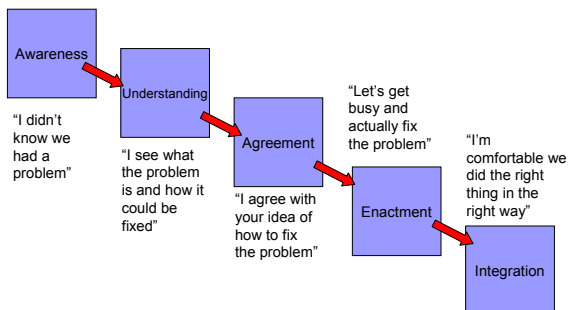 Awareness
“I didn’t
know we
had a
problem”
Understanding
“I see what
the problem
is and how it
could be
fixed”
Agreement
“I agree with
your idea of
how to fix
the problem”
“Let’s get
busy and
actually fix
the problem”
Enactment
“I’m
comfortable we
did the right
thing in the
right way”
Integration